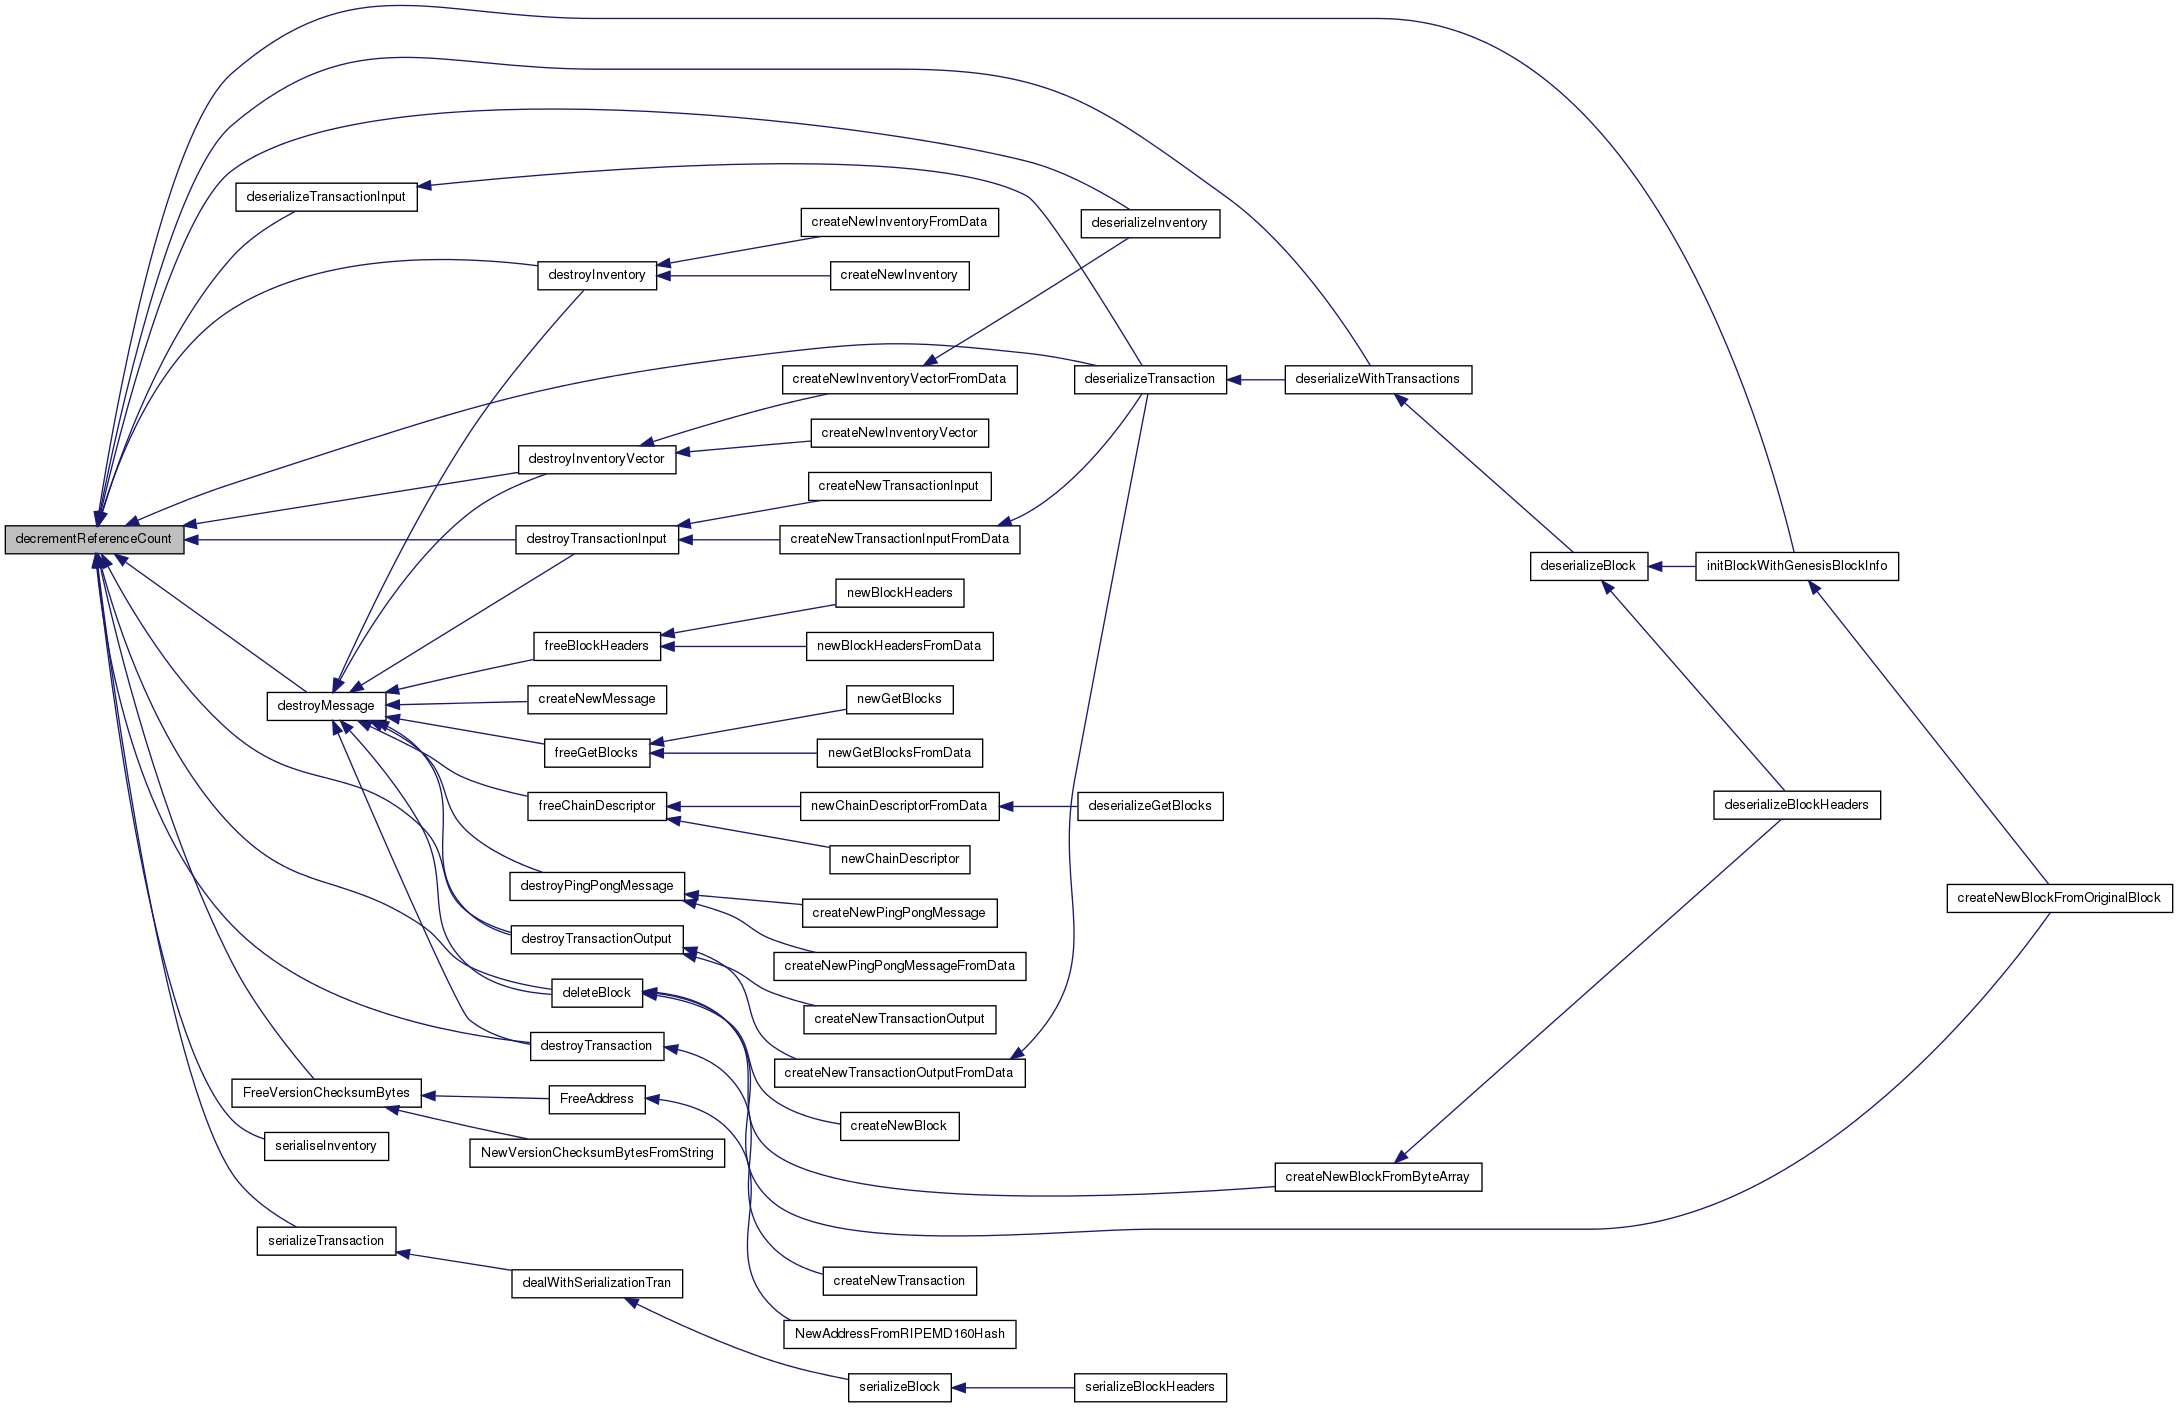 decrementReferenceCount
deserializeTransactionInput
destroyInventory
createNewInventoryFromData
createNewInventory
deserializeInventory
createNewInventoryVectorFromData
deserializeTransaction
deserializeWithTransactions
createNewInventoryVector
destroyInventoryVector
createNewTransactionInput
destroyTransactionInput
createNewTransactionInputFromData
deserializeBlock
initBlockWithGenesisBlockInfo
newBlockHeaders
freeBlockHeaders
newBlockHeadersFromData
destroyMessage
createNewMessage
newGetBlocks
freeGetBlocks
newGetBlocksFromData
freeChainDescriptor
newChainDescriptorFromData
deserializeGetBlocks
deserializeBlockHeaders
newChainDescriptor
destroyPingPongMessage
createNewPingPongMessage
createNewBlockFromOriginalBlock
destroyTransactionOutput
createNewPingPongMessageFromData
deleteBlock
createNewTransactionOutput
destroyTransaction
createNewTransactionOutputFromData
FreeVersionChecksumBytes
FreeAddress
createNewBlock
serialiseInventory
NewVersionChecksumBytesFromString
createNewBlockFromByteArray
serializeTransaction
dealWithSerializationTran
createNewTransaction
NewAddressFromRIPEMD160Hash
serializeBlock
serializeBlockHeaders